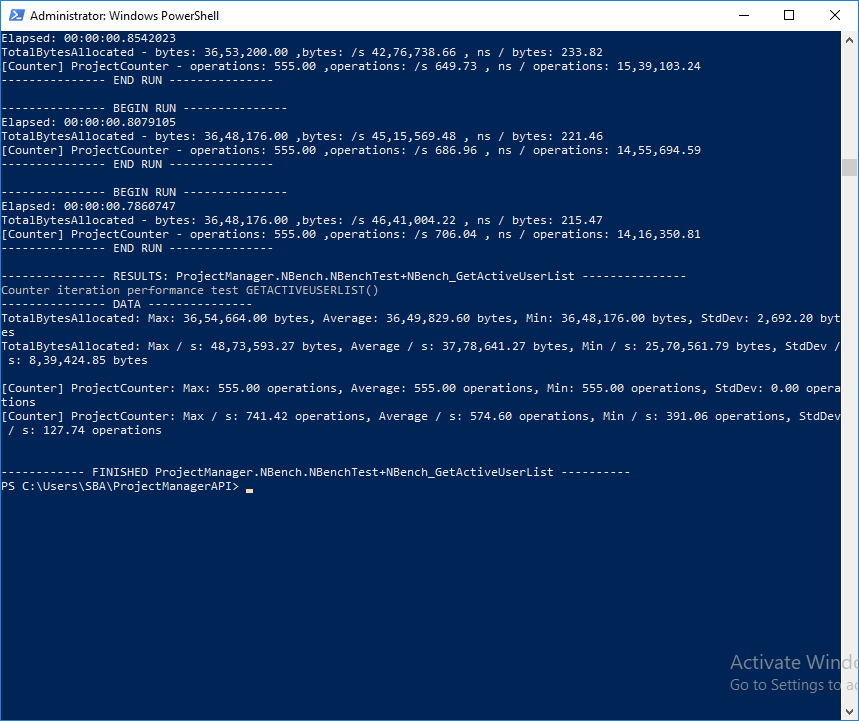 Administrator: Windows PowerShell
Elapsed: 00:00:00.8542023
TotalBytesAllocated - bytes: 36,53,200.00 ,bytes: /s 42,76,738.66 , ns / bytes: 233.82
[Counter] ProjectCounter - operations: 555.00 ,operations: /s 649.73 , ns / operations: 15,39,103.24
--------------- END RUN ---------------
--------------- BEGIN RUN ---------------
Elapsed: 00:00:00.8079105
TotalBytesAllocated - bytes: 36,48,176.00 ,bytes: /s 45,15,569.48 , ns / bytes: 221.46
[Counter] ProjectCounter - operations: 555.00 ,operations: /s 686.96 , ns / operations: 14,55,694.59
--------------- END RUN ---------------
--------------- BEGIN RUN ---------------
Elapsed: 00:00:00.7860747
TotalBytesAllocated - bytes: 36,48,176.00 ,bytes: /s 46,41,004.22 , ns / bytes: 215.47
[Counter] ProjectCounter - operations: 555.00 ,operations: /s 706.04 , ns / operations: 14,16,350.81
--------------- END RUN ---------------
--------------- RESULTS: ProjectManager.NBench.NBenchTest+NBench_GetActiveUserList ---------------
Counter iteration performance test GETACTIVEUSERLIST()
--------------- DATA ---------------
TotalBytesAllocated: Max: 36,54,664.00 bytes, Average: 36,49,829.60 bytes, Min: 36,48,176.00 bytes, StdDev: 2,692.20 byt
es
TotalBytesAllocated: Max / s: 48,73,593.27 bytes, Average / s: 37,78,641.27 bytes, Min / s: 25,70,561.79 bytes, StdDev /
s: 8,39,424.85 bytes
[Counter] ProjectCounter: Max: 555.00 operations, Average: 555.00 operations, Min: 555.00 operations, StdDev: 0.00 opera
tions
[Counter] ProjectCounter: Max / s: 741.42 operations, Average / s: 574.60 operations, Min / s: 391.06 operations, StdDev
/ s: 127.74 operations
------------ FINISHED ProjectManager.NBench.NBenchTest+NBench_GetActiveUserList ----------
PS C:\Users\SBA\ProjectManagerAPI>
Activate Windo
Go to Settings to ac